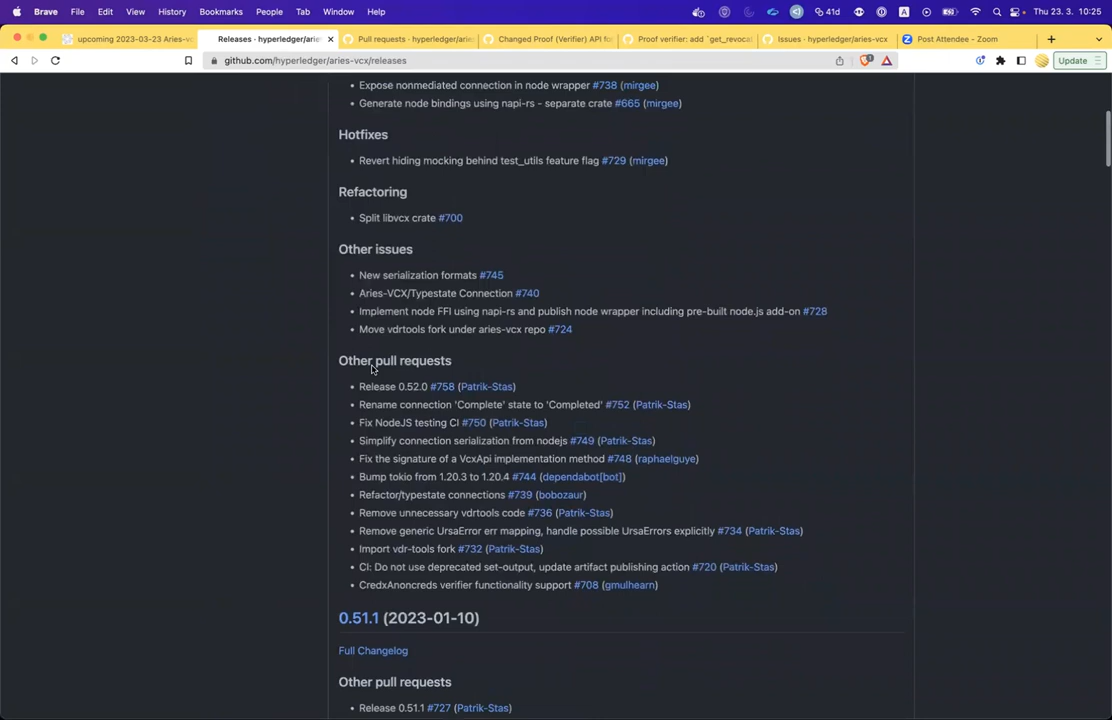 Brave File Edit View History Bookmarks People Tab Window Help 41d A Thu 23. 3. 10:25
upcoming 2023-03-23 Aries-vc Releases · hyperledger/arie Pull requests · hyperledger/arie Changed Proof (Verifier) API fo Proof verifier: add `get_revocat Issues · hyperledger/aries-vcx Post Attendee - Zoom
github.com/hyperledger/aries-vcx/releases Update
• Expose nonmediated connection in node wrapper #738 (mirgee)
• Generate node bindings using napi-rs - separate crate #665 (mirgee)
Hotfixes
• Revert hiding mocking behind test_utils feature flag #729 (mirgee)
Refactoring
• Split libvcx crate #700
Other issues
• New serialization formats #745
• Aries-VCX/Typestate Connection #740
• Implement node FFI using napi-rs and publish node wrapper including pre-built node.js add-on #728
• Move vdrtools fork under aries-vcx repo #724
Other pull requests
• Release 0.52.0 #758 (Patrik-Stas)
• Rename connection 'Complete' state to 'Completed' #752 (Patrik-Stas)
• Fix NodeJS testing CI #750 (Patrik-Stas)
• Simplify connection serialization from nodejs #749 (Patrik-Stas)
• Fix the signature of a VcxApi implementation method #748 (raphaelguye)
• Bump tokio from 1.20.3 to 1.20.4 #744 (dependabot[bot])
• Refactor/typestate connections #739 (bobozaur)
• Remove unnecessary vdrtools code #736 (Patrik-Stas)
• Remove generic UrsaError err mapping, handle possible UrsaErrors explicitly #734 (Patrik-Stas)
• Import vdr-tools fork #732 (Patrik-Stas)
• CI: Do not use deprecated set-output, update artifact publishing action #720 (Patrik-Stas)
• CredxAnoncreds verifier functionality support #708 (gmulhearn)
0.51.1 (2023-01-10)
Full Changelog
Other pull requests
• Release 0.51.1 #727 (Patrik-Stas)